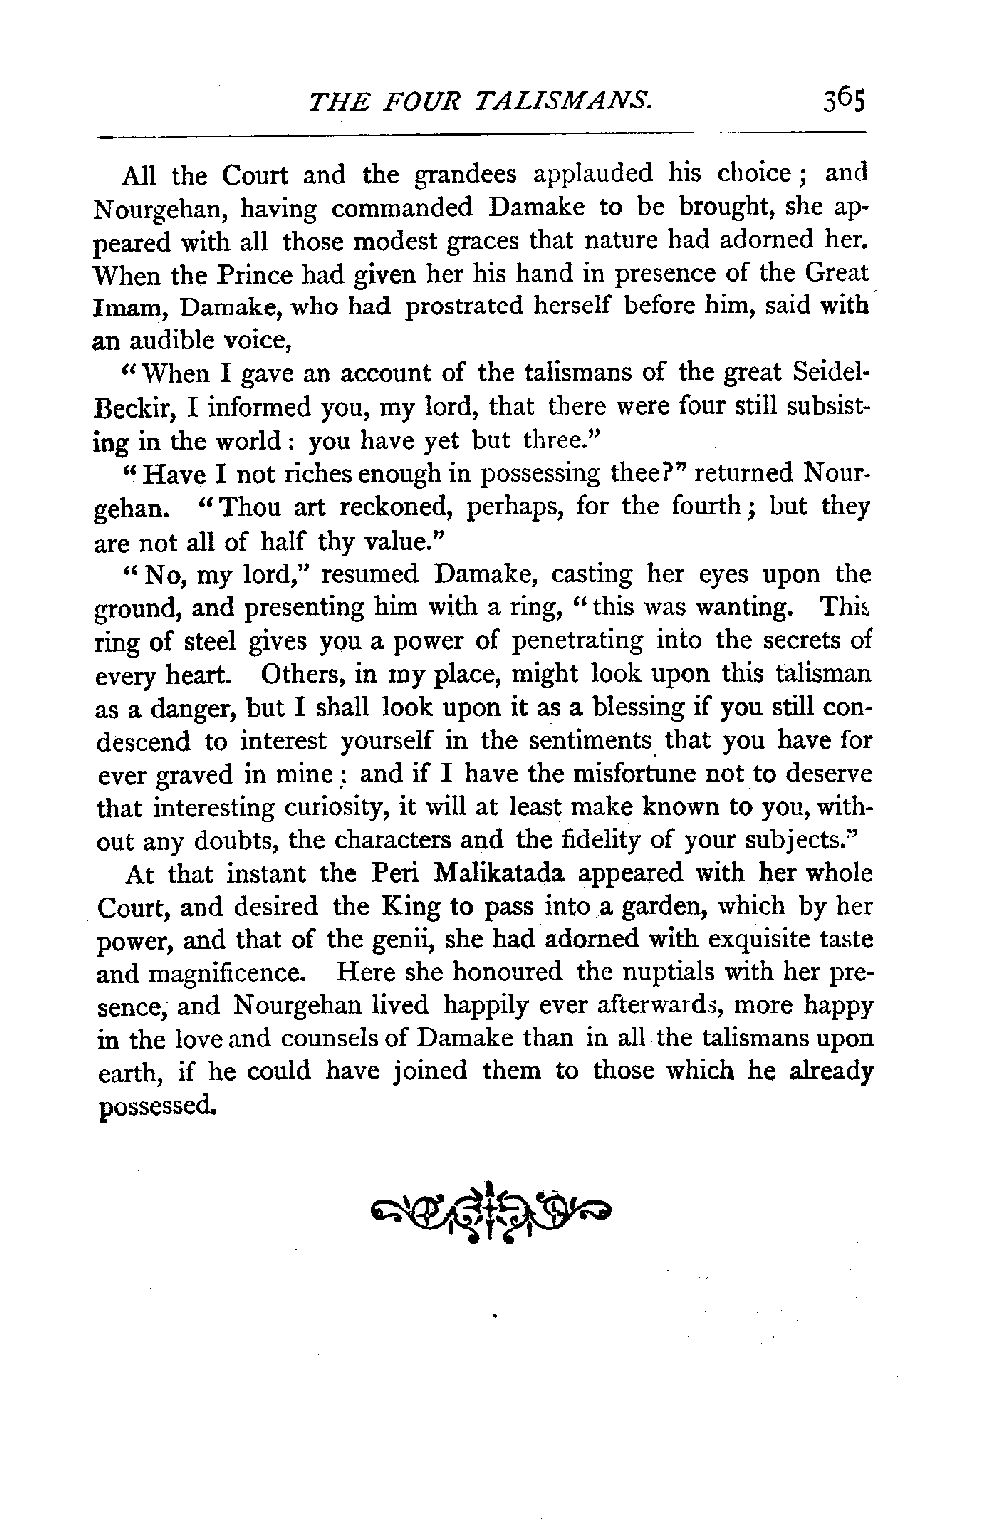 THE FOUR TALISMANS. 365
All the Court and the grandees applauded his choice; and
Nourgehan, having commanded Damake to be brought, she ap-
peared with all those modest graces that nature had adorned her.
When the Prince had given her his hand in presence of the Great
Imam, Damake, who had prostrated herself before him, said with
an audible voice,
"When I gave an account of the talismans of the great Seidel-
Beckir, I informed you, my lord, that there were four still subsist-
ing in the world: you have yet but three."
"Have I not riches enough in possessing thee?" returned Nour-
gehan. "Thou art reckoned, perhaps, for the fourth; but they
are not all of half thy value."
"No, my lord," resumed Damake, casting her eyes upon the
ground, and presenting him with a ring, "this was wanting. This
ring of steel gives you a power of penetrating into the secrets of
every heart. Others, in my place, might look upon this talisman
as a danger, but I shall look upon it as a blessing if you still con-
descend to interest yourself in the sentiments that you have for
ever graved in mine; and if I have the misfortune not to deserve
that interesting curiosity, it will at least make known to you, with-
out any doubts, the characters and the fidelity of your subjects."
At that instant the Peri Malikatada appeared with her whole
Court, and desired the King to pass into a garden, which by her
power, and that of the genii, she had adorned with exquisite taste
and magnificence. Here she honoured the nuptials with her pre-
sence, and Nourgehan lived happily ever afterwards, more happy
in the love and counsels of Damake than in all the talismans upon
earth, if he could have joined them to those which he already
possessed.